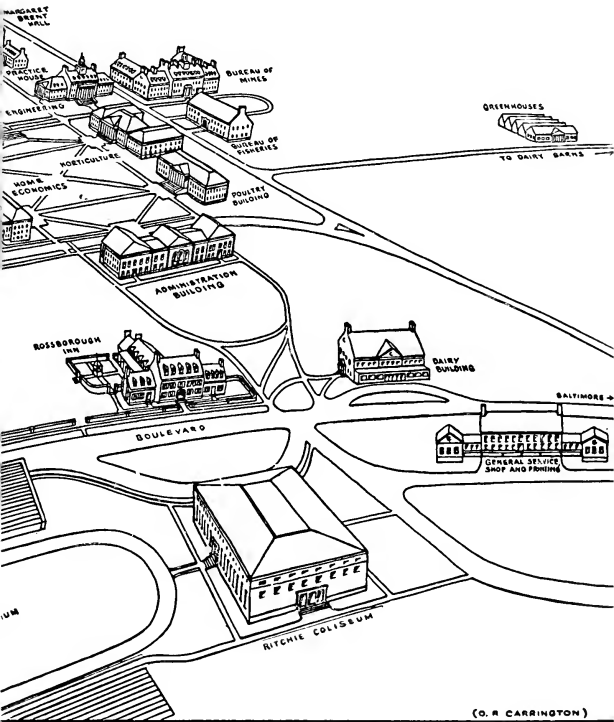 MARGARET
BRENT
HALL
PRACTICE
HOUSE
BUREAU OF
MINES
ENGINEERING
GREENHOUSES
BUREAU OF
FISHERIES
HORTICULTURE
TO DAIRY BARNS
HOME
ECONOMICS
POULTRY
BUILDING
ADMINISTRATION
BUILDING
ROSSBOROUGH
INN
DAIRY
BUILDING
BALTIMORE →
BOULEVARD
GENERAL SERVICE
SHOP AND PRINTING
IUM
RITCHIE COLISEUM
(O. R CARRINGTON)